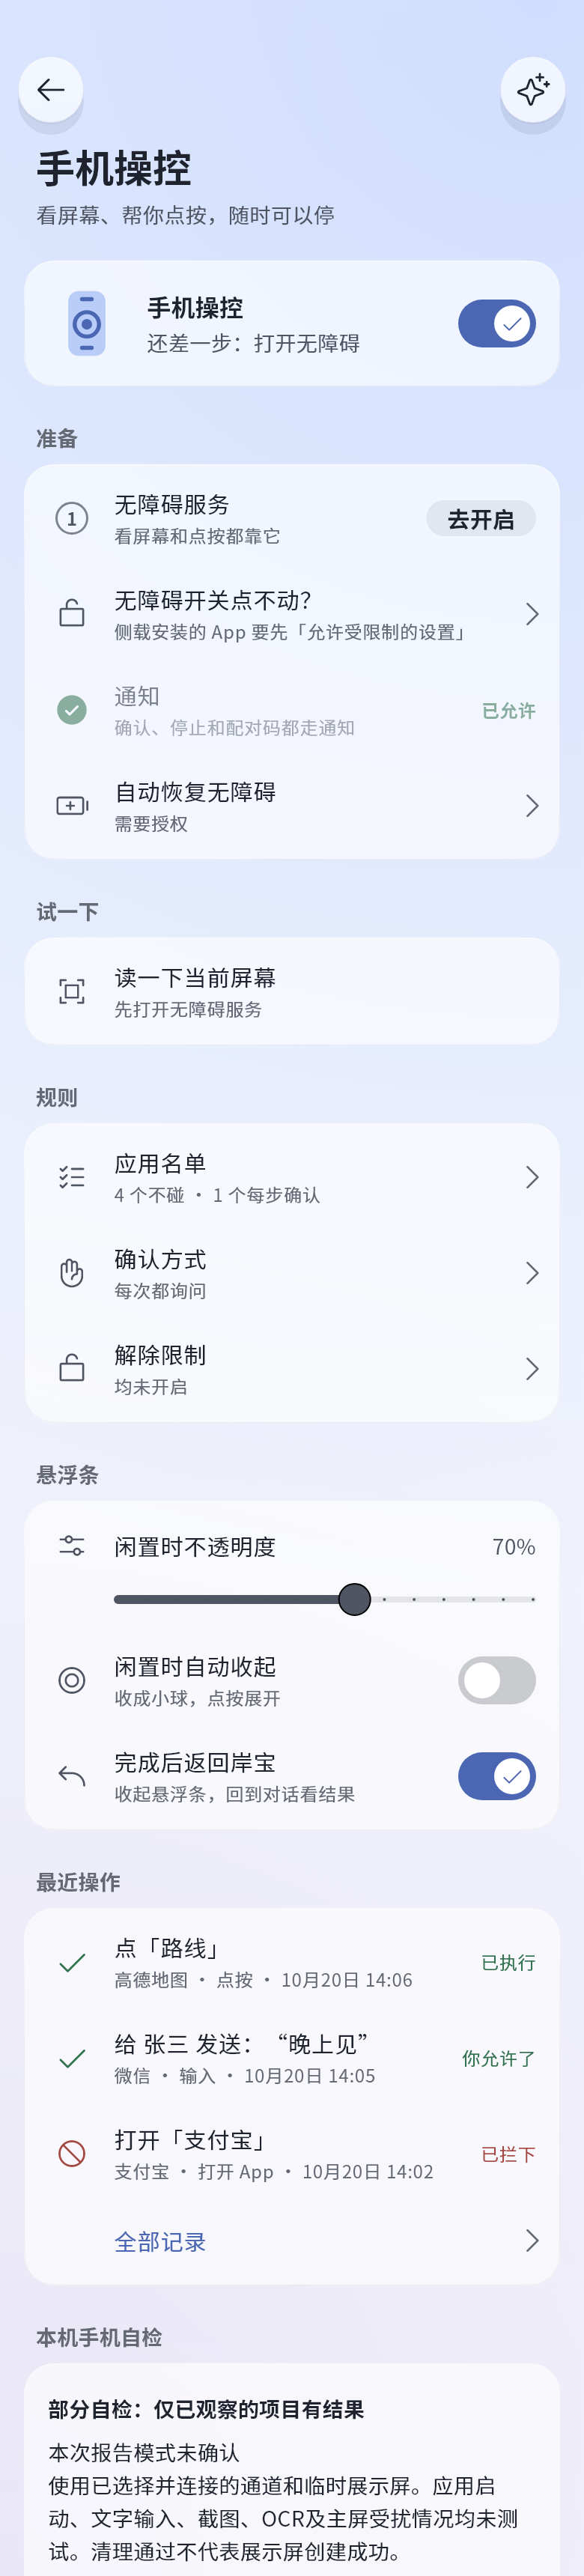 手机操控
看屏幕、帮你点按，随时可以停
手机操控
还差一步：打开无障碍
准备
1
无障碍服务
看屏幕和点按都靠它
去开启
无障碍开关点不动？
侧载安装的 App 要先「允许受限制的设置」
通知
确认、停止和配对码都走通知
已允许
自动恢复无障碍
需要授权
试一下
读一下当前屏幕
先打开无障碍服务
规则
应用名单
4 个不碰 · 1 个每步确认
确认方式
每次都询问
解除限制
均未开启
悬浮条
闲置时不透明度
70%
闲置时自动收起
收成小球，点按展开
完成后返回岸宝
收起悬浮条，回到对话看结果
最近操作
点「路线」
高德地图 · 点按 · 10月20日 14:06
已执行
给 张三 发送：“晚上见”
微信 · 输入 · 10月20日 14:05
你允许了
打开「支付宝」
支付宝 · 打开 App · 10月20日 14:02
已拦下
全部记录
本机手机自检
部分自检：仅已观察的项目有结果
本次报告模式未确认
使用已选择并连接的通道和临时展示屏。应用启
动、文字输入、截图、OCR及主屏受扰情况均未测
试。清理通过不代表展示屏创建成功。